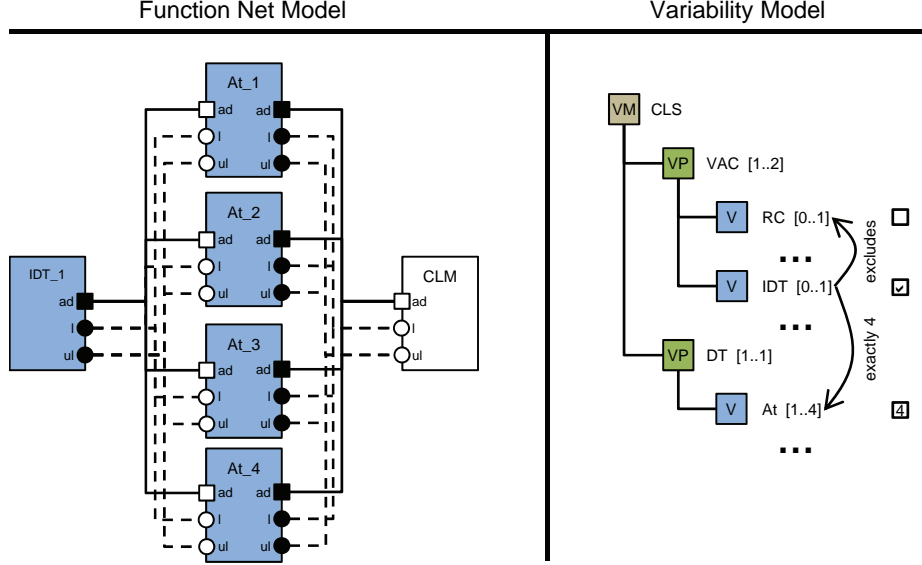 Function Net Model
At_1
ad ad
l l
ul ul
At_2
ad ad
l l
ul ul
IDT_1
ad
l
ul
At_3
ad ad
l l
ul ul
CLM
ad
l
ul
At_4
ad ad
l l
ul ul
Variability Model
VM CLS
VP VAC [1..2]
V RC [0..1]
...
excludes
V IDT [0..1]
...
exactly 4
VP DT [1..1]
V At [1..4] 4
...